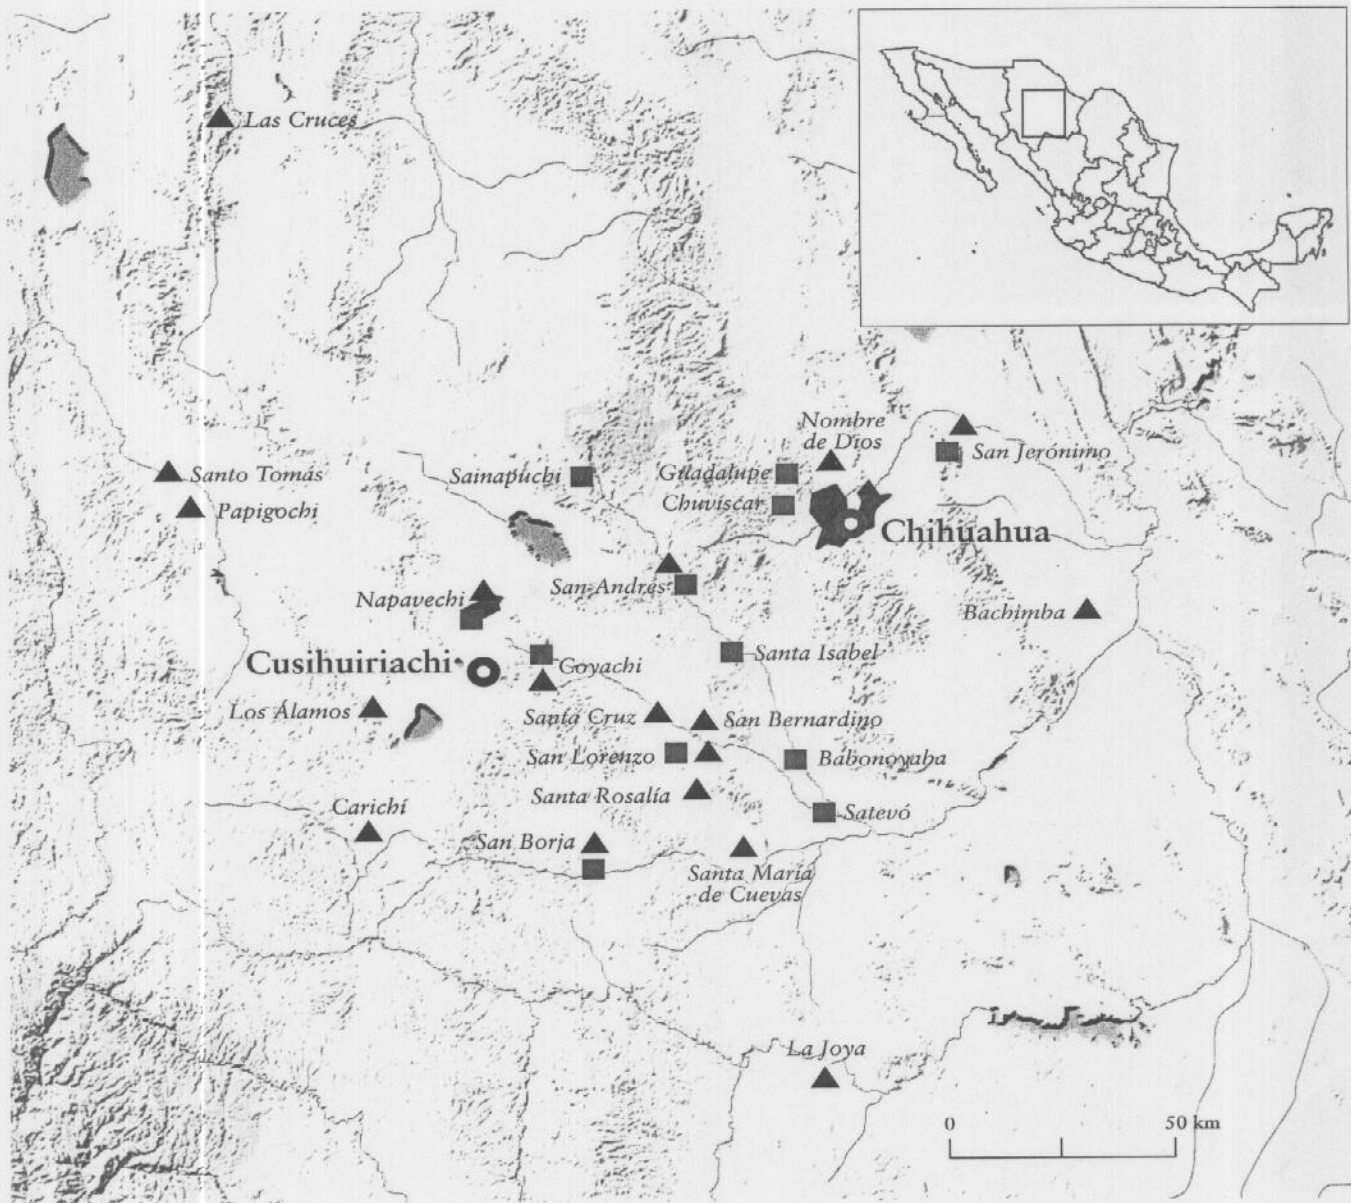 Las Cruces
Nombre
de Dios
San Jerónimo
Santo Tomás
Sainapuchi
Guadalupe
Papigochi
Chuvíscar
Chihuahua
San Andrés
Napavechi
Bachimba
Cusihuiriachi
Coyachi
Santa Isabel
Los Álamos
Santa Cruz
San Bernardino
San Lorenzo
Babonoyaba
Santa Rosalía
Carichí
Satevó
San Borja
Santa María
de Cuevas
La Joya
0 50 km